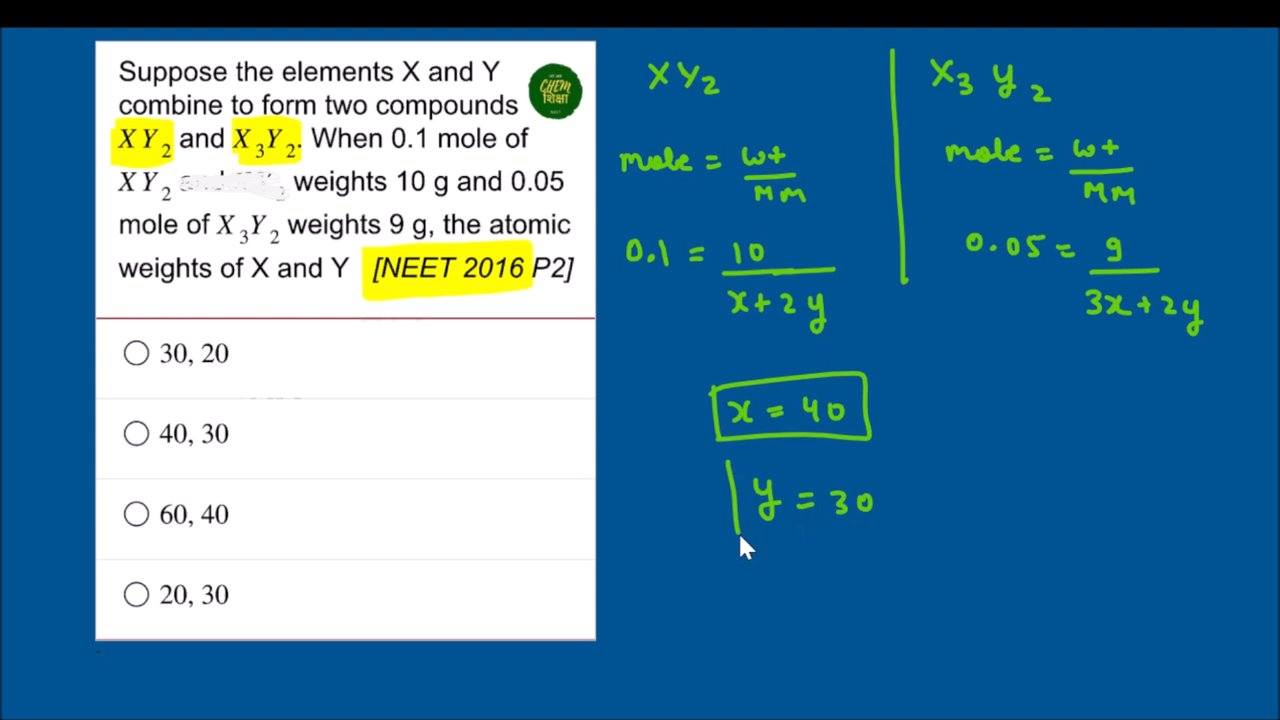 Suppose the elements X and Y
combine to form two compounds
XY₂ and X₃Y₂. When 0.1 mole of
XY₂ weights 10 g and 0.05
mole of X₃Y₂ weights 9 g, the atomic
weights of X and Y [NEET 2016 P2]
CHEM
शिक्षा
30, 20
40, 30
60, 40
20, 30
XY₂
mole = wt / MM
0.1 = 10 / x+2y
X₃ y₂
mole = wt / MM
0.05 = 9 / 3x+2y
x = 40
y = 30